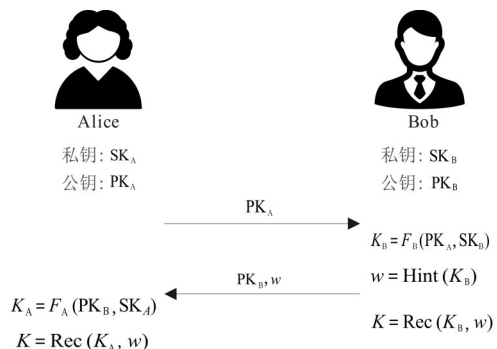 Alice
Bob
私钥: SK_A
公钥: PK_A
私钥: SK_B
公钥: PK_B
PK_A
K_B = F_B(PK_A, SK_B)
w = Hint (K_B)
PK_B, w
K_A = F_A (PK_B, SK_A)
K = Rec (K_A, w)
K = Rec (K_B, w)